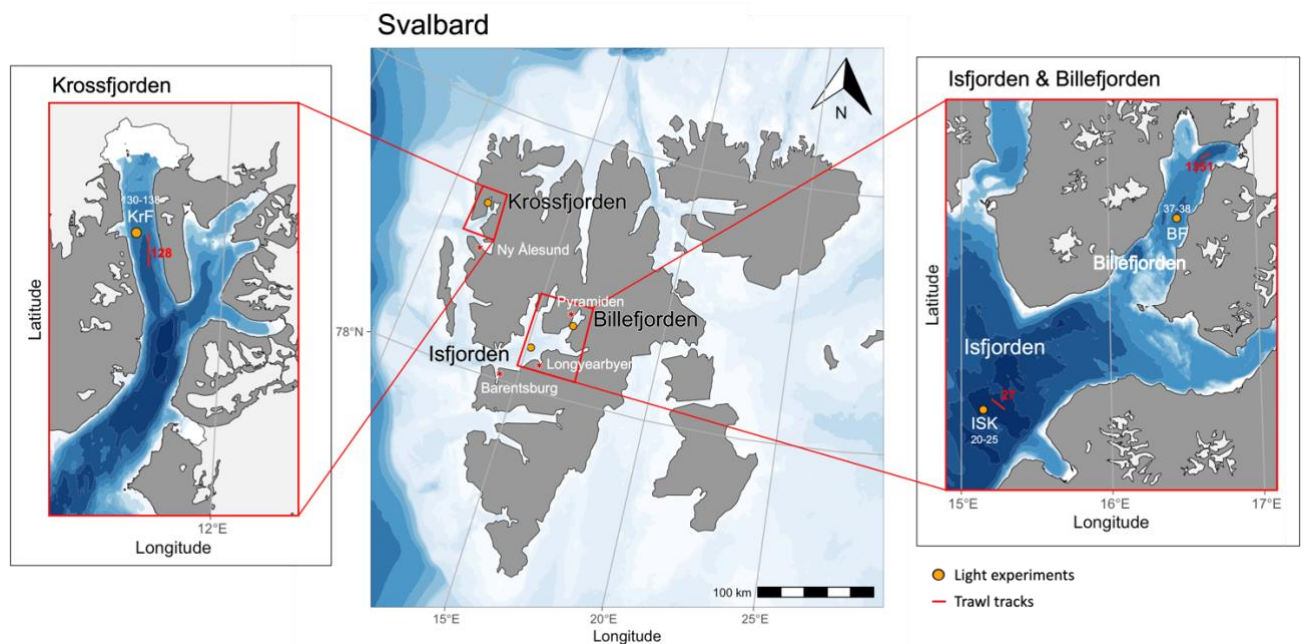 Svalbard
Krossfjorden
130-138
KrF
128
Latitude
12°E
Longitude
N
Krossfjorden
Ny Ålesund
Pyramiden
Billefjorden
78°N
Isfjorden
Longyearbyen
Barentsburg
100 km
15°E
20°E
25°E
Longitude
Isfjorden & Billefjorden
37-38
BF
Billefjorden
Latitude
Isfjorden
27
ISK
20-25
15°E
16°E
17°E
Longitude
Light experiments
Trawl tracks